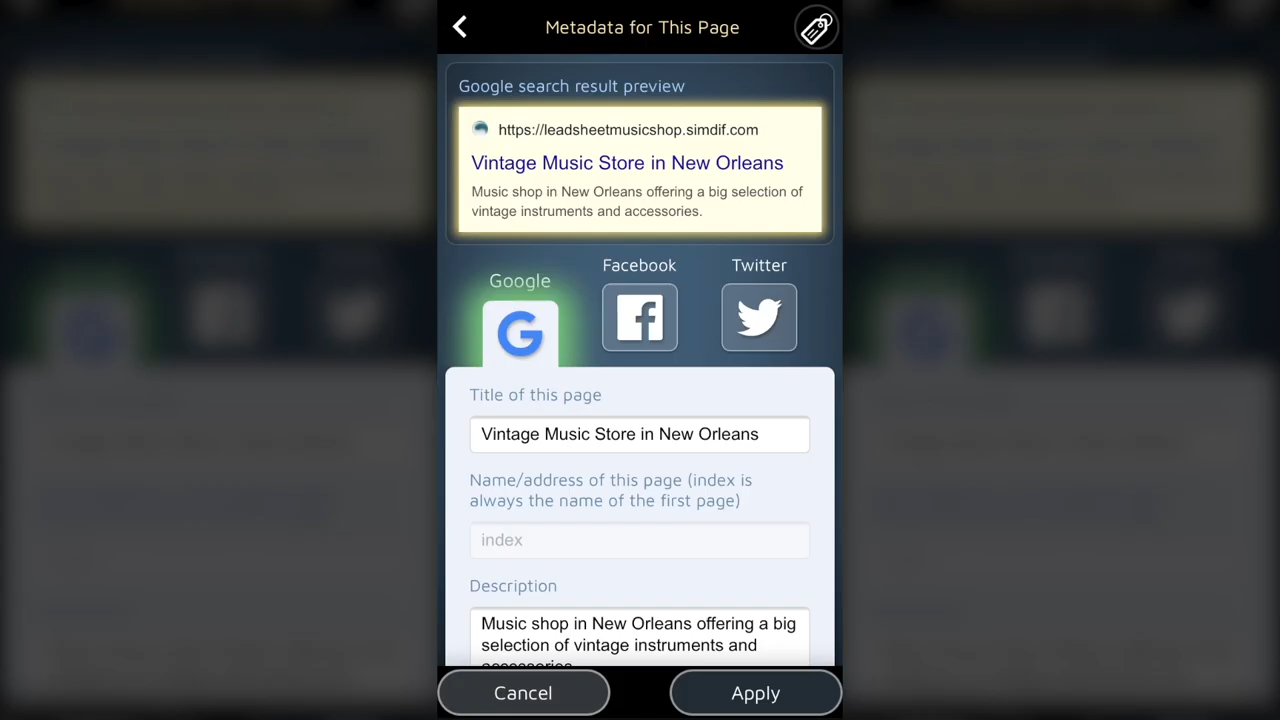 Metadata for This Page
Google search result preview
https://leadsheetmusicshop.simdif.com
Vintage Music Store in New Orleans
Music shop in New Orleans offering a big selection of
vintage instruments and accessories.
Google
Facebook
Twitter
Title of this page
Vintage Music Store in New Orleans
Name/address of this page (index is
always the name of the first page)
index
Description
Music shop in New Orleans offering a big
selection of vintage instruments and
accessories.
Cancel
Apply